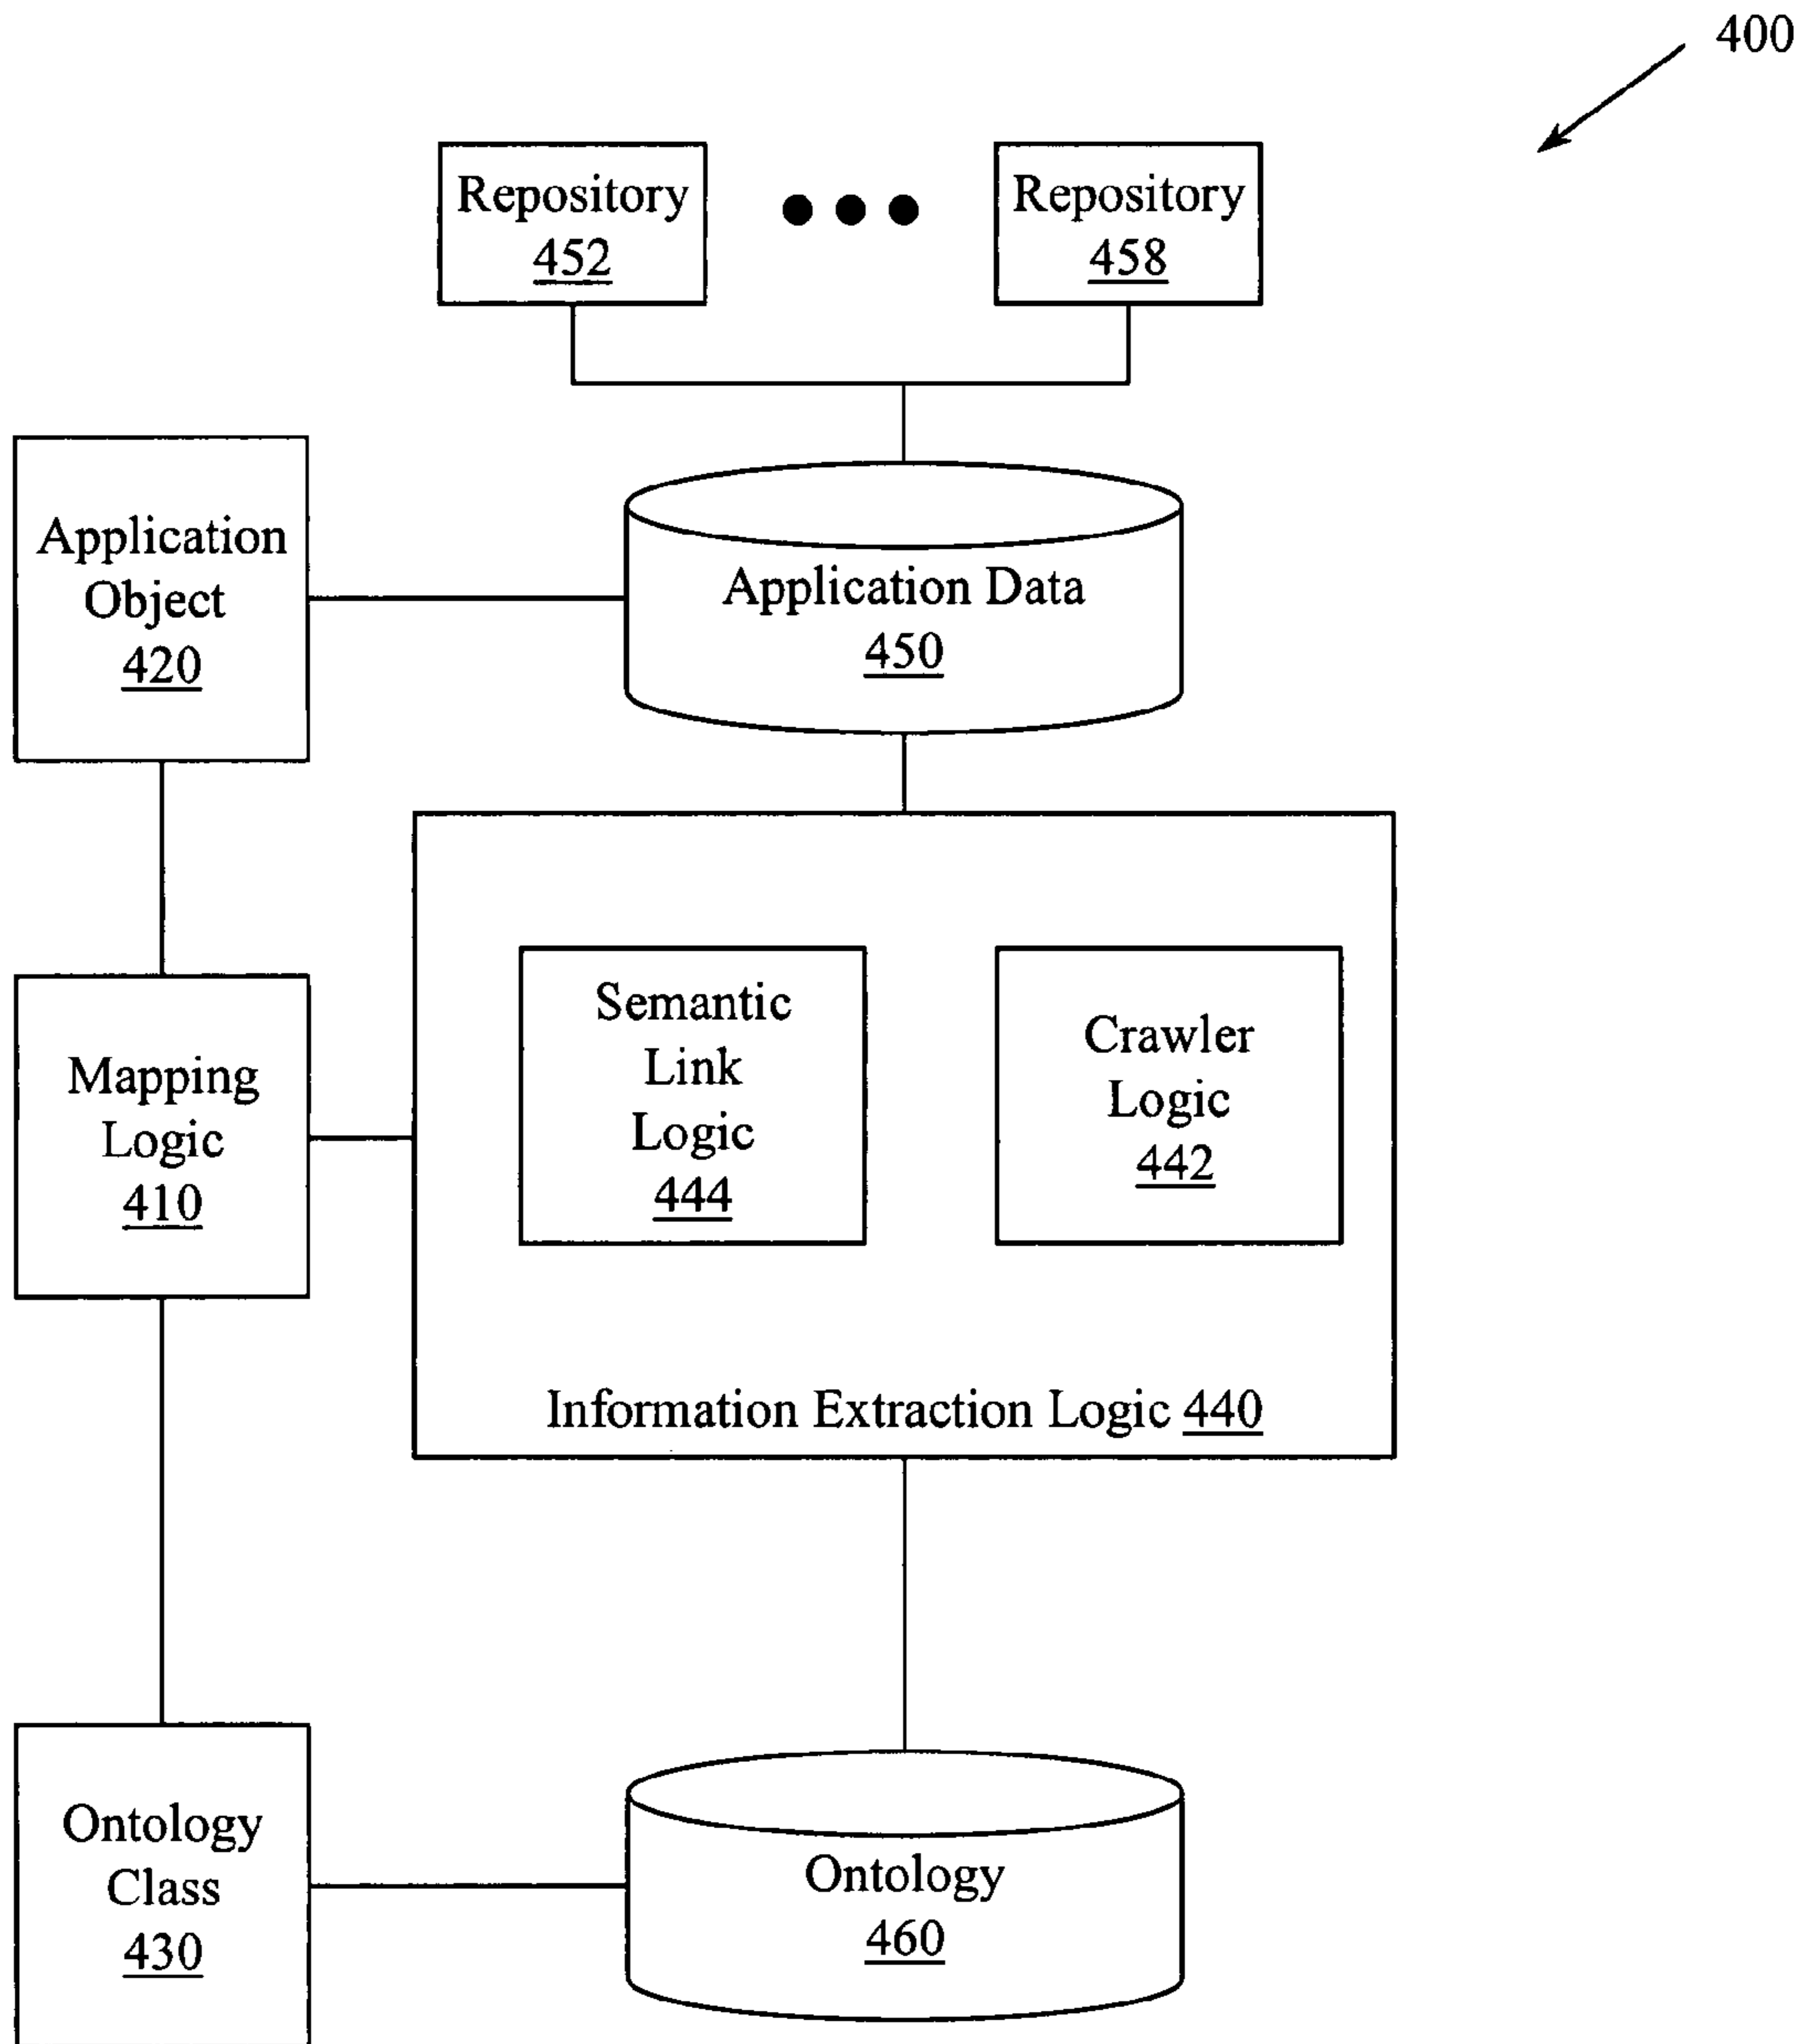 400
Repository
452
Repository
458
Application
Object
420
Application Data
450
Mapping
Logic
410
Semantic
Link
Logic
444
Crawler
Logic
442
Information Extraction Logic 440
Ontology
Class
430
Ontology
460